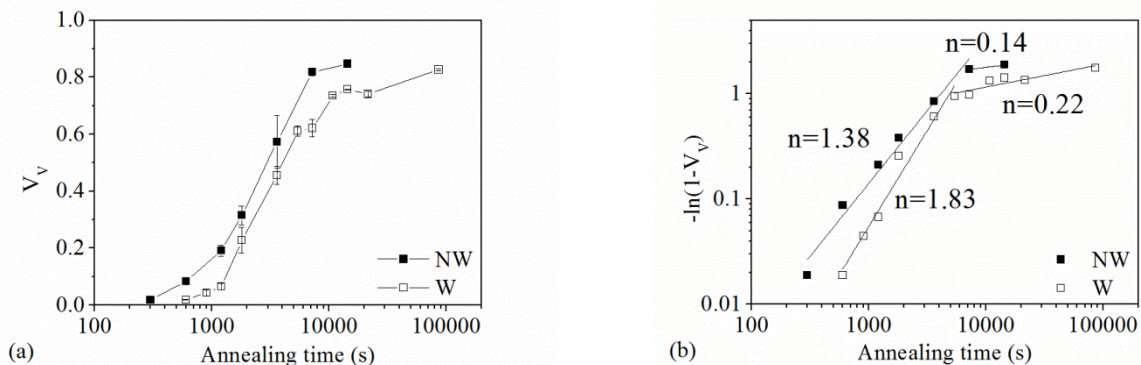 1.0
0.8
0.6
0.4
0.2
0.0
V_V
100 1000 10000 100000
Annealing time (s)
NW
W
(a)
n=0.14
n=0.22
n=1.38
n=1.83
1
0.1
0.01
-ln(1-V_V)
100 1000 10000 100000
Annealing time (s)
NW
W
(b)